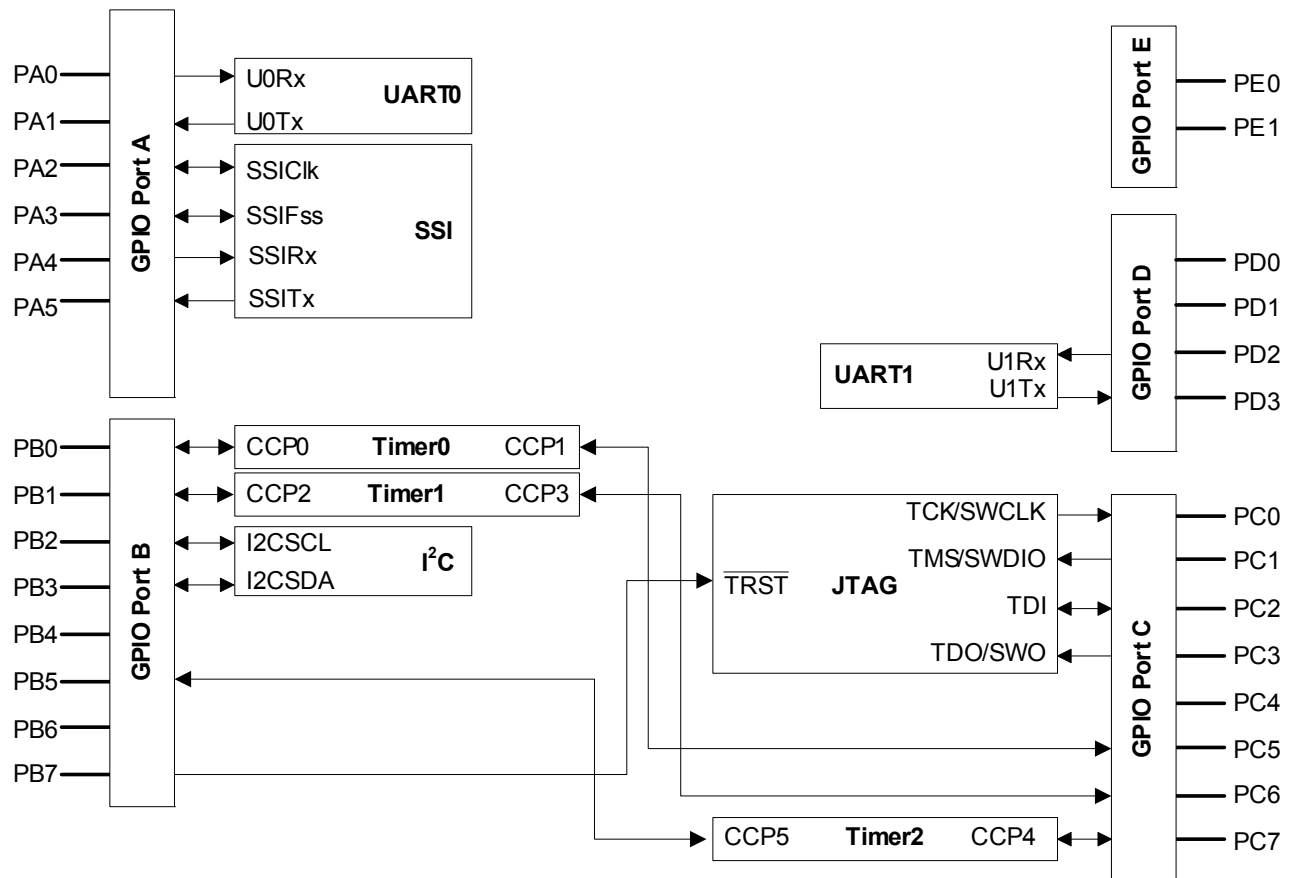 PA0
PA1
PA2
PA3
PA4
PA5
GPIO Port A
U0Rx
U0Tx
UART0
SSIClk
SSIFss
SSIRx
SSITx
SSI
GPIO Port E
PE0
PE1
GPIO Port D
PD0
PD1
PD2
PD3
UART1
U1Rx
U1Tx
PB0
PB1
PB2
PB3
PB4
PB5
PB6
PB7
GPIO Port B
CCP0 Timer0 CCP1
CCP2 Timer1 CCP3
I2CSCL
I2CSDA
I²C
TRST
JTAG
TCK/SWCLK
TMS/SWDIO
TDI
TDO/SWO
GPIO Port C
PC0
PC1
PC2
PC3
PC4
PC5
PC6
PC7
CCP5 Timer2 CCP4